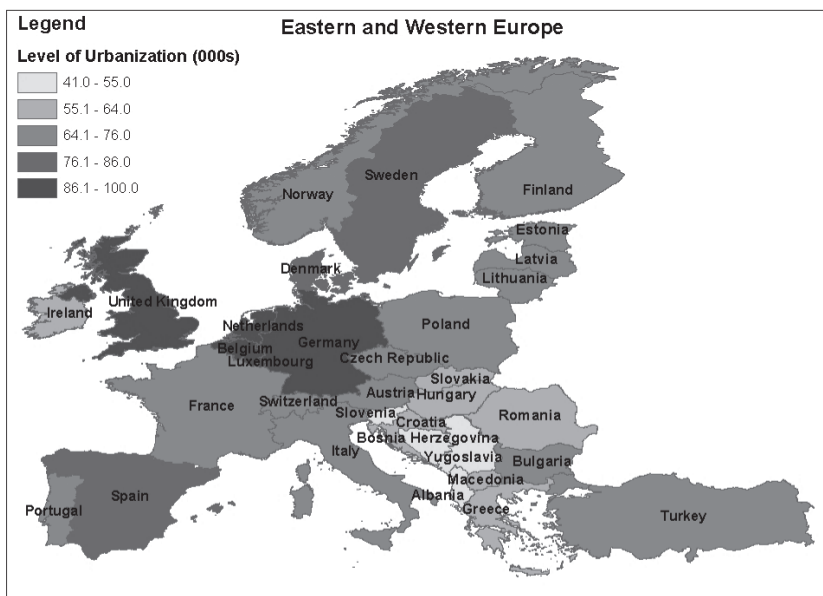 Legend
Eastern and Western Europe
Level of Urbanization (000s)
41.0 - 55.0
55.1 - 64.0
64.1 - 76.0
76.1 - 86.0
86.1 - 100.0
Sweden
Norway
Finland
Estonia
Latvia
Lithuania
Denmark
Ireland
United Kingdom
Netherlands
Poland
Germany
Belgium
Czech Republic
Luxembourg
Slovakia
Austria
Hungary
Switzerland
France
Slovenia
Romania
Croatia
Bosnia Herzegovina
Italy
Yugoslavia
Bulgaria
Macedonia
Spain
Albania
Portugal
Greece
Turkey